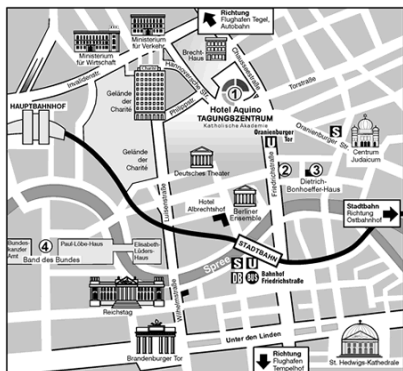 Richtung
Flughafen Tegel,
Autobahn
Ministerium
für Verkehr
Ministerium
für Wirtschaft
Brecht-
Haus
Chausseestraße
Torstraße
Invalidenstr.
Hannoversche Str.
Philippstr.
Gelände
der
Charité
1
Hotel Aquino
TAGUNGSZENTRUM
Katholische Akademie
HAUPTBAHNHOF
Oranienburger
Tor
U
Oranienburger Str.
S
Centrum
Judaicum
Gelände
der
Charité
Deutsches Theater
2
3
Dietrich-
Bonhoeffer-Haus
Friedrichstraße
Luisenstraße
Hotel
Albrechtshof
Berliner
Ensemble
Stadtbahn
Richtung
Ostbahnhof
STADTBAHN
Bundes-
kanzler
Amt
4
Paul-Löbe-Haus
Elisabeth-
Lüders-
Haus
Band des Bundes
Spree
S U
DB
Bahnhof
Friedrichstraße
Reichstag
Wilhelmstraße
Unter den Linden
Brandenburger Tor
Richtung
Flughafen
Tempelhof
St. Hedwigs-Kathedrale